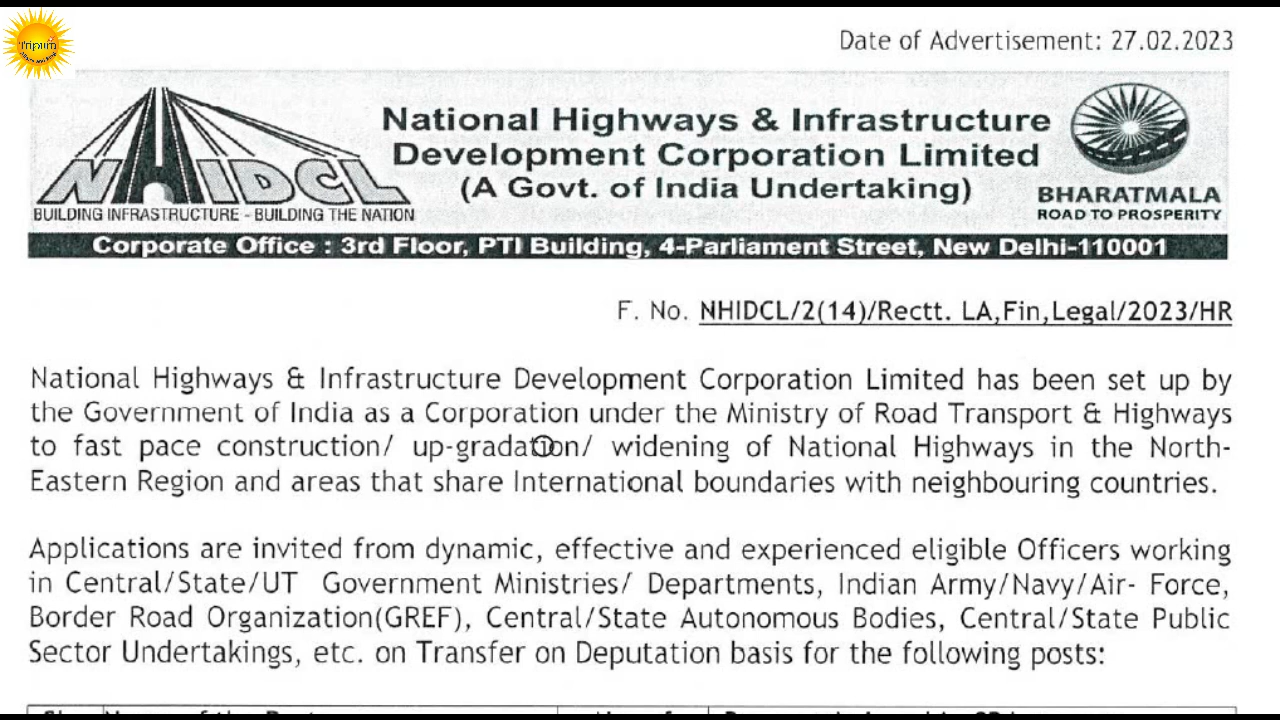 Tripura
Date of Advertisement: 27.02.2023
National Highways & Infrastructure
Development Corporation Limited
(A Govt. of India Undertaking)
NHIDCL
BUILDING INFRASTRUCTURE - BUILDING THE NATION
BHARATMALA
ROAD TO PROSPERITY
Corporate Office : 3rd Floor, PTI Building, 4-Parliament Street, New Delhi-110001
F. No. NHIDCL/2(14)/Rectt. LA,Fin,Legal/2023/HR
National Highways & Infrastructure Development Corporation Limited has been set up by
the Government of India as a Corporation under the Ministry of Road Transport & Highways
to fast pace construction/ up-gradation/ widening of National Highways in the North-
Eastern Region and areas that share International boundaries with neighbouring countries.
Applications are invited from dynamic, effective and experienced eligible Officers working
in Central/State/UT Government Ministries/ Departments, Indian Army/Navy/Air- Force,
Border Road Organization(GREF), Central/State Autonomous Bodies, Central/State Public
Sector Undertakings, etc. on Transfer on Deputation basis for the following posts: